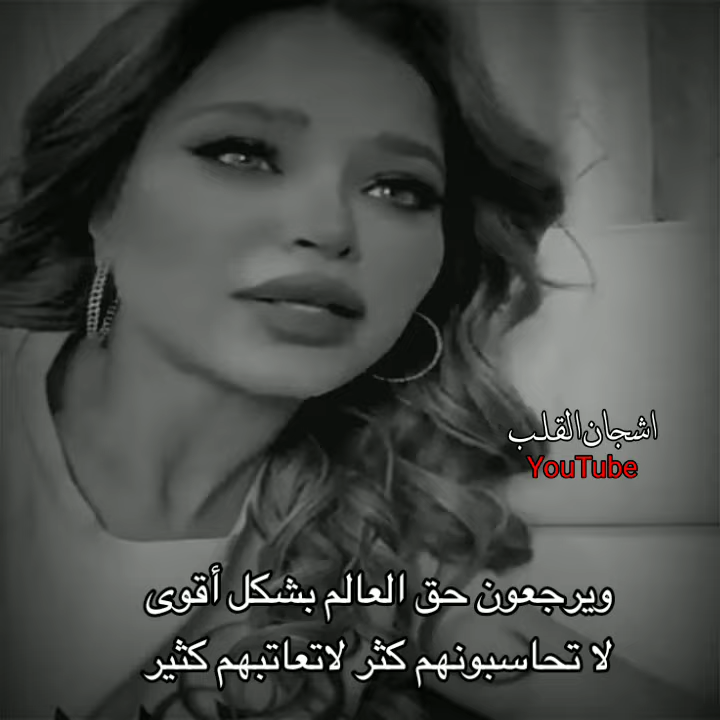 اشجان القلب
YouTube
ويرجعون حق العالم بشكل أقوى
لا تحاسبونهم كثر لاتعاتبهم كثير